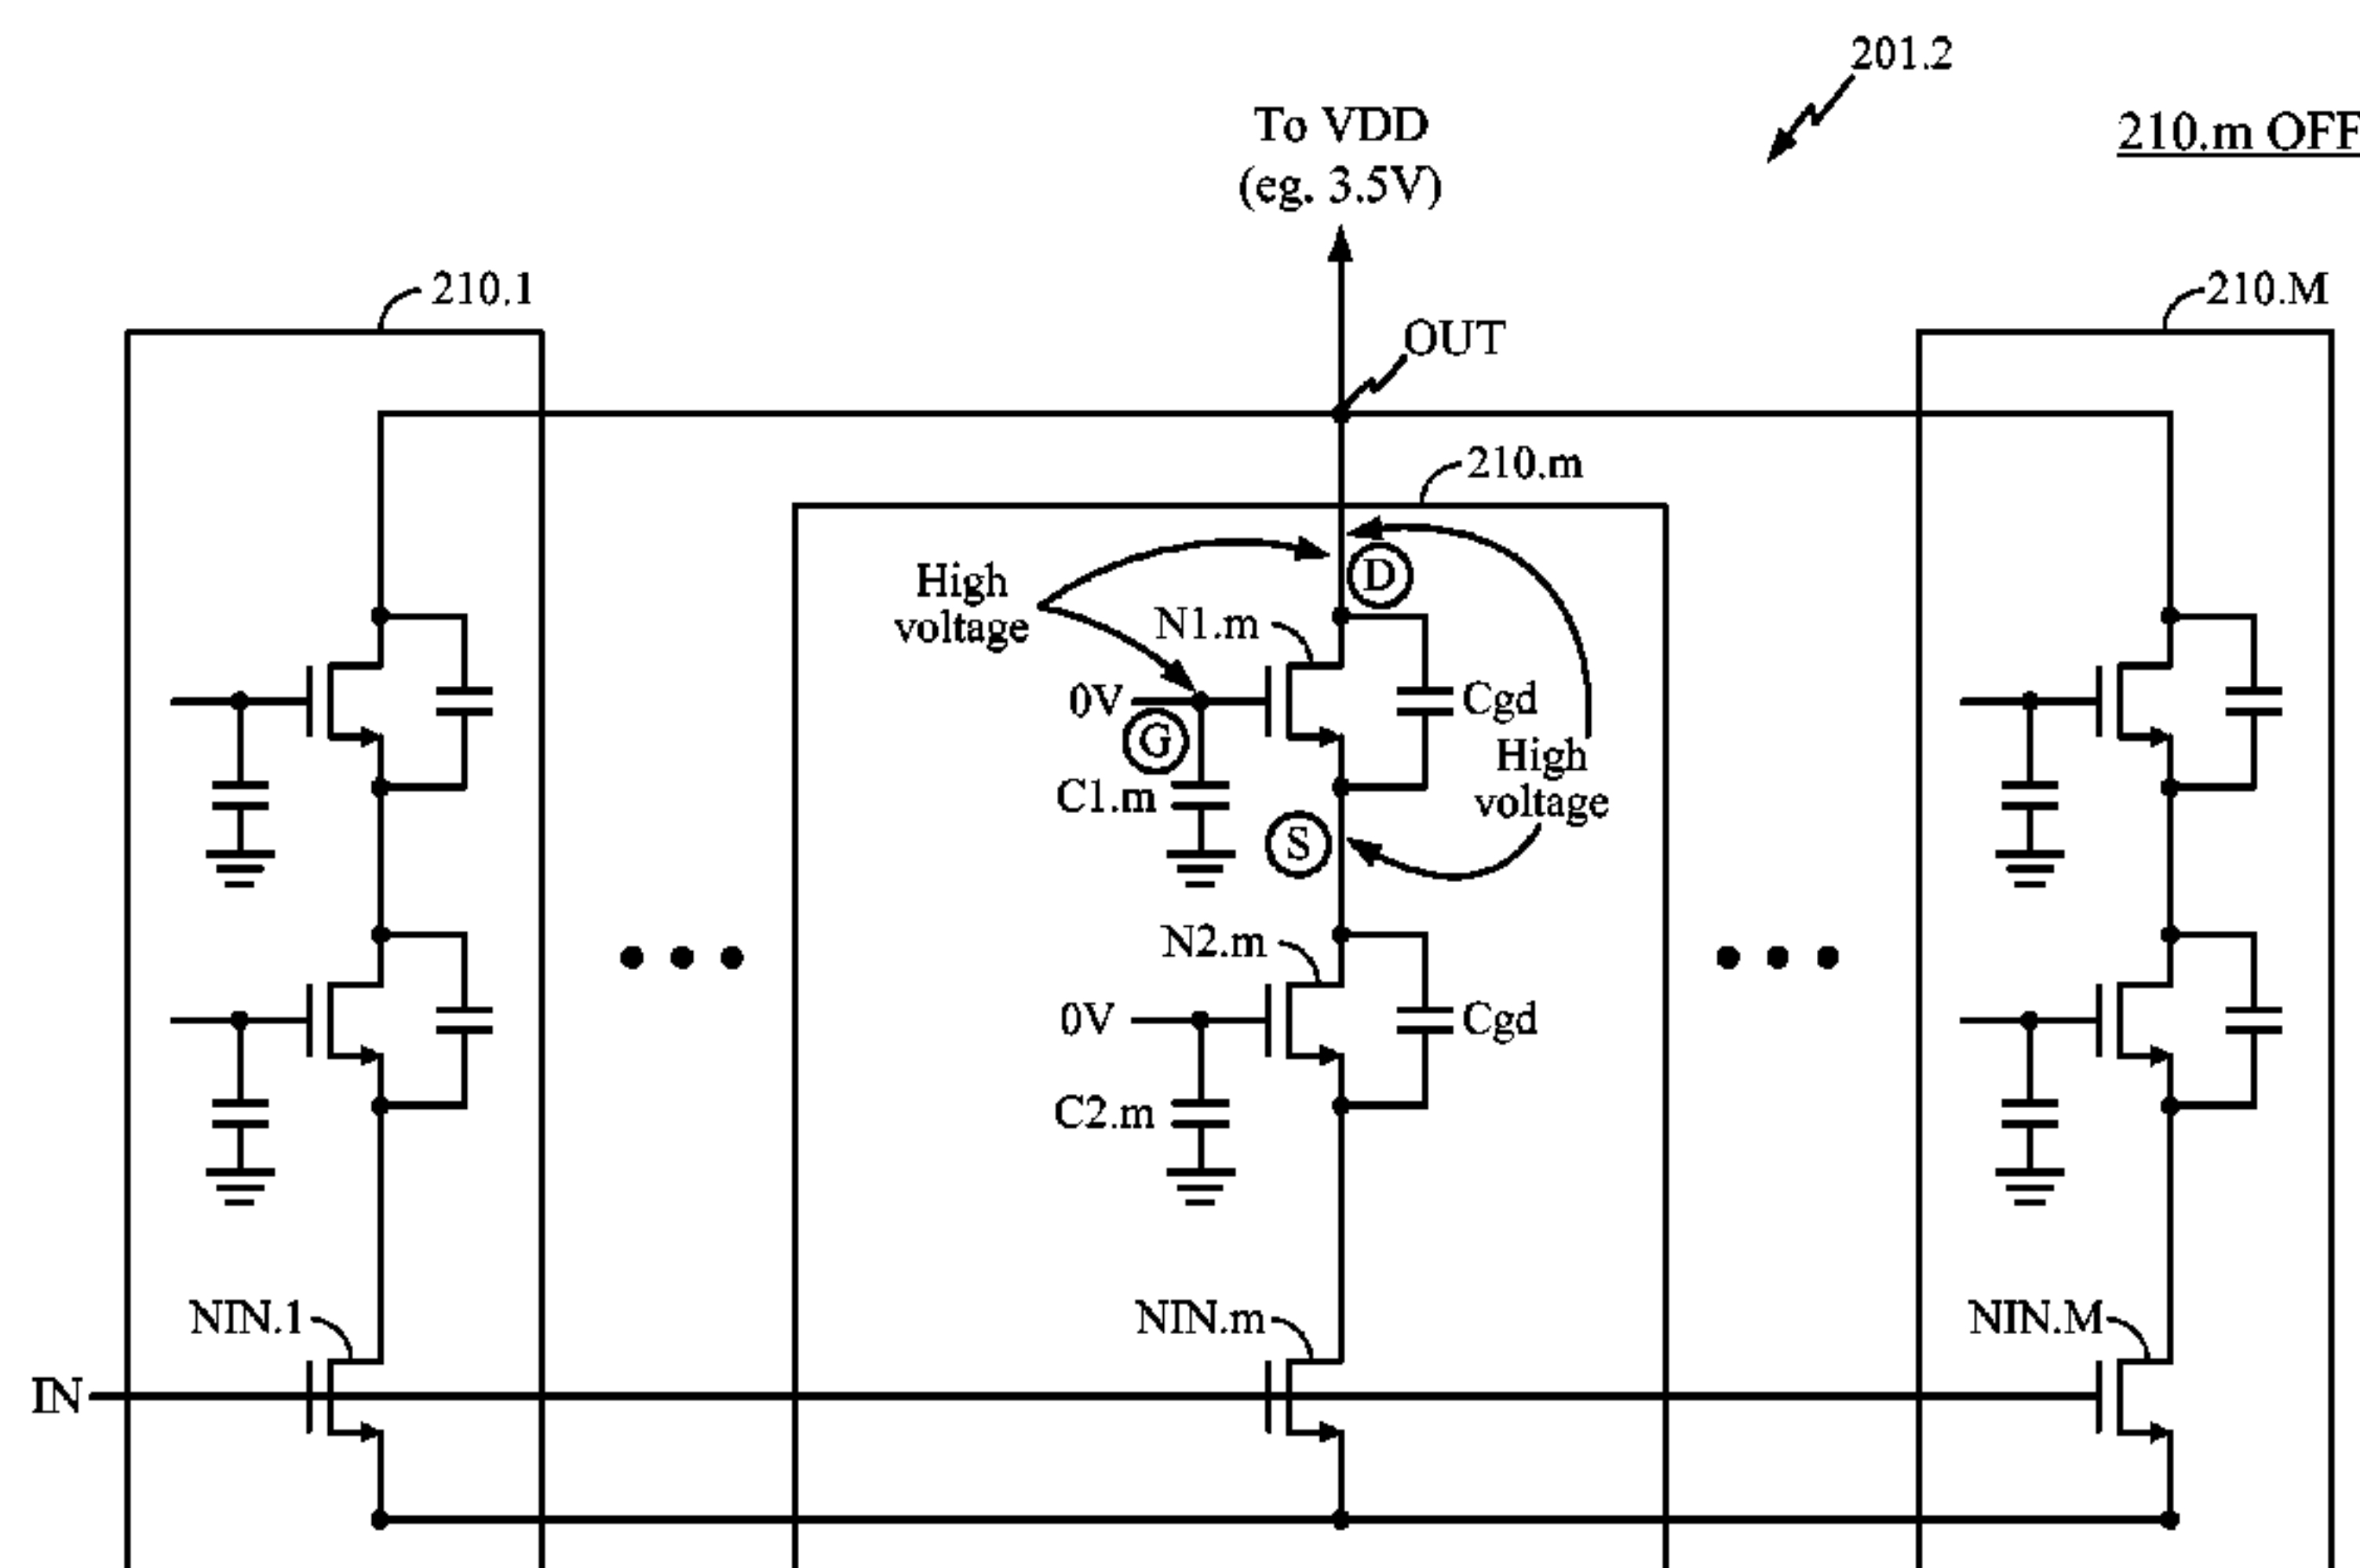 201.2
To VDD
(eg. 3.5V)
210.m OFF
210.1
210.M
OUT
210.m
D
High
voltage
N1.m
0V
G
Cgd
High
voltage
C1.m
S
N2.m
0V
Cgd
C2.m
NIN.1
NIN.m
NIN.M
IN